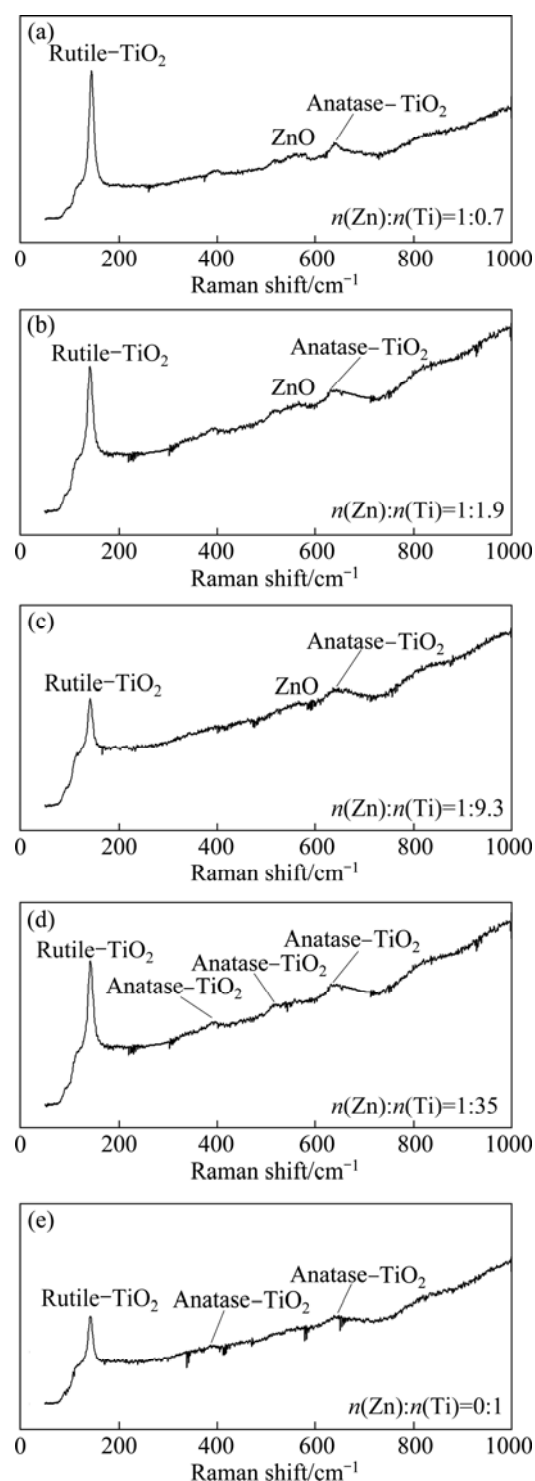 (a)
Rutile−TiO₂
Anatase−TiO₂
ZnO
n(Zn):n(Ti)=1:0.7
0 200 400 600 800 1000
Raman shift/cm⁻¹
(b)
Rutile−TiO₂
Anatase−TiO₂
ZnO
n(Zn):n(Ti)=1:1.9
0 200 400 600 800 1000
Raman shift/cm⁻¹
(c)
Anatase−TiO₂
Rutile−TiO₂
ZnO
n(Zn):n(Ti)=1:9.3
0 200 400 600 800 1000
Raman shift/cm⁻¹
(d)
Rutile−TiO₂
Anatase−TiO₂
Anatase−TiO₂
Anatase−TiO₂
n(Zn):n(Ti)=1:35
0 200 400 600 800 1000
Raman shift/cm⁻¹
(e)
Rutile−TiO₂
Anatase−TiO₂
Anatase−TiO₂
n(Zn):n(Ti)=0:1
0 200 400 600 800 1000
Raman shift/cm⁻¹